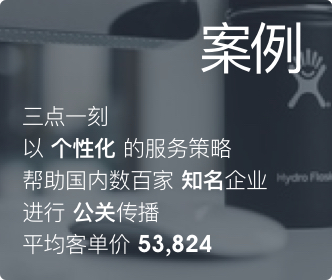 案例
三点一刻
以 个性化 的服务策略
帮助国内数百家 知名企业
进行 公关传播
平均客单价 53,824
Hydro Flask